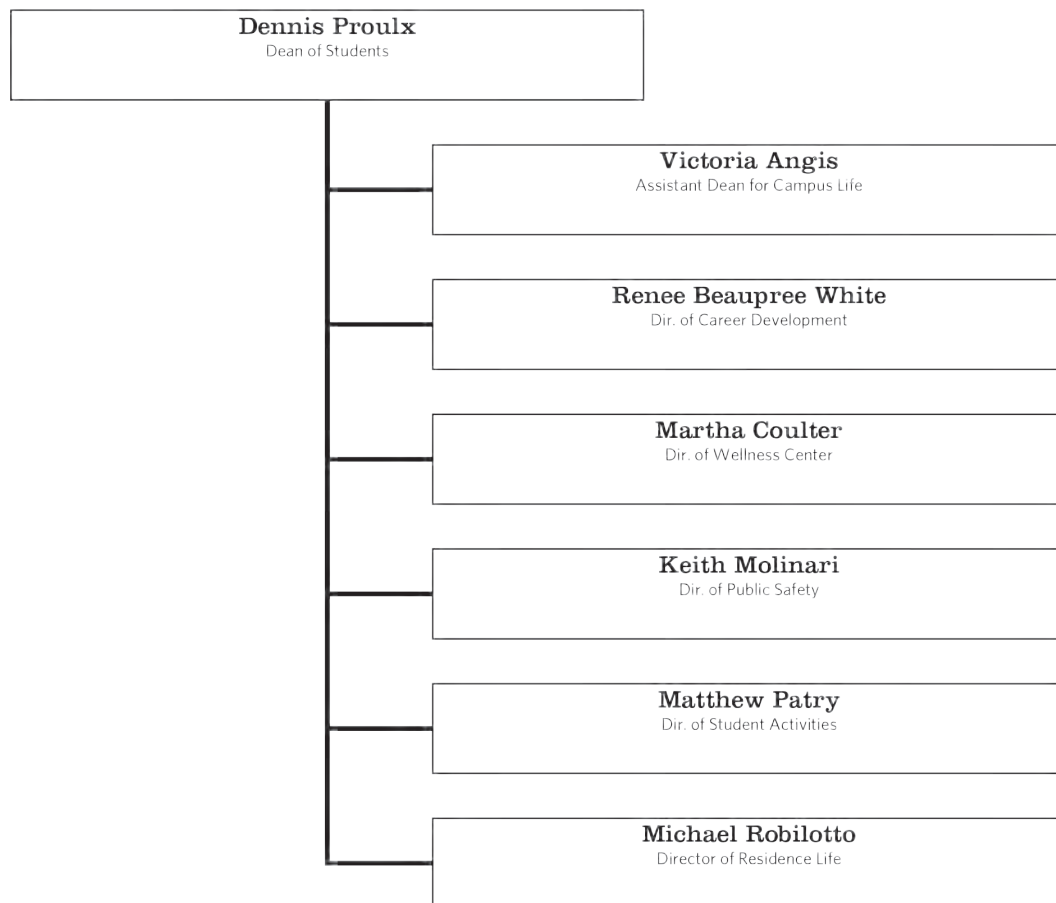 Dennis Proulx
Dean of Students
Victoria Angis
Assistant Dean for Campus Life
Renee Beaupree White
Dir. of Career Development
Martha Coulter
Dir. of Wellness Center
Keith Molinari
Dir. of Public Safety
Matthew Patry
Dir. of Student Activities
Michael Robilotto
Director of Residence Life